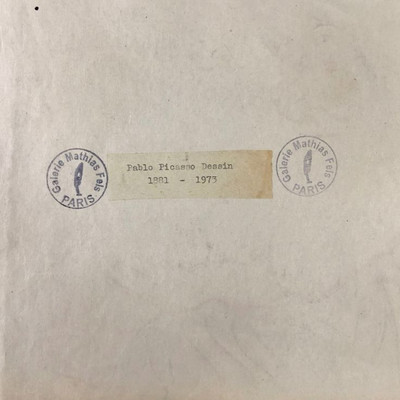 Galerie Mathias Fels
PARIS
Pablo Picasso Dessin
1881 - 1973
Galerie Mathias Fels
PARIS